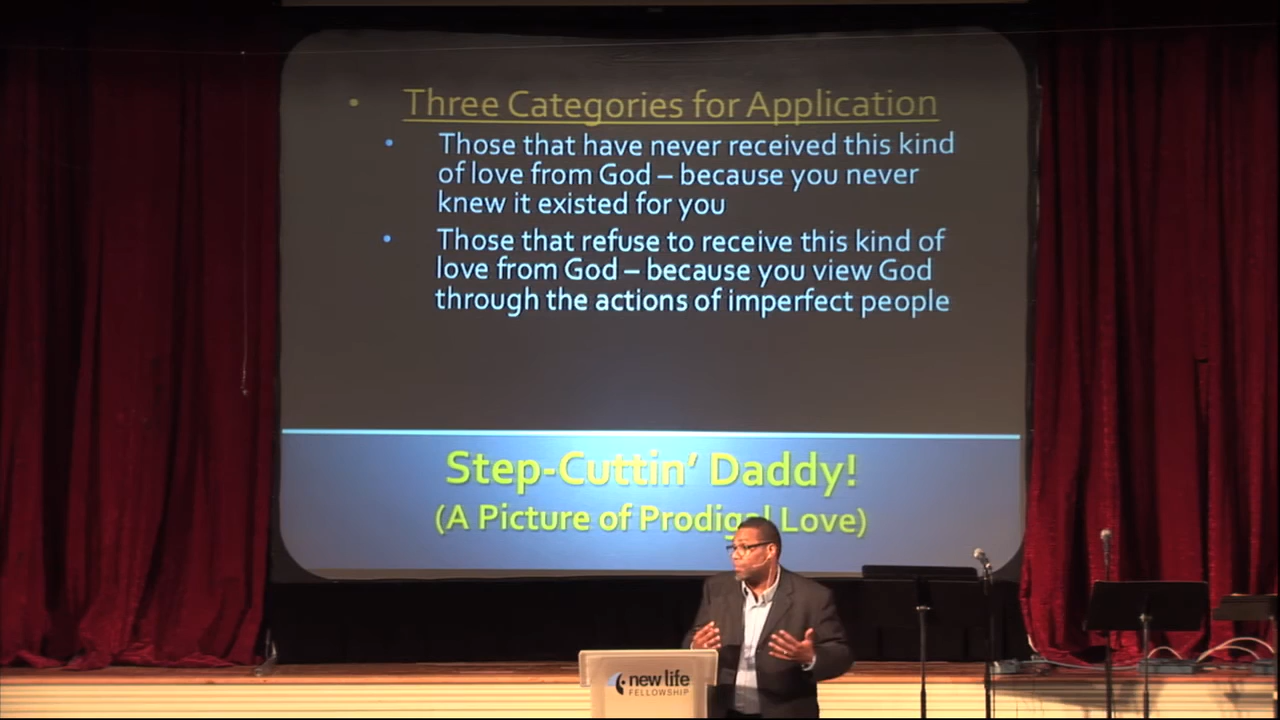 • Three Categories for Application
• Those that have never received this kind
of love from God – because you never
knew it existed for you
• Those that refuse to receive this kind of
love from God – because you view God
through the actions of imperfect people
Step-Cuttin’ Daddy!
(A Picture of Prodigal Love)
new life
FELLOWSHIP